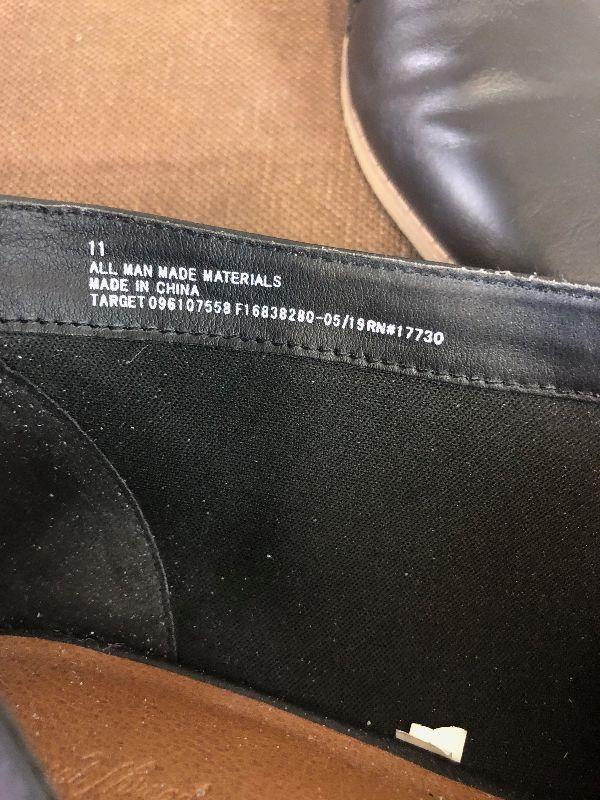 11
ALL MAN MADE MATERIALS
MADE IN CHINA
TARGET 096107558 F16838280-05/19RN#17730